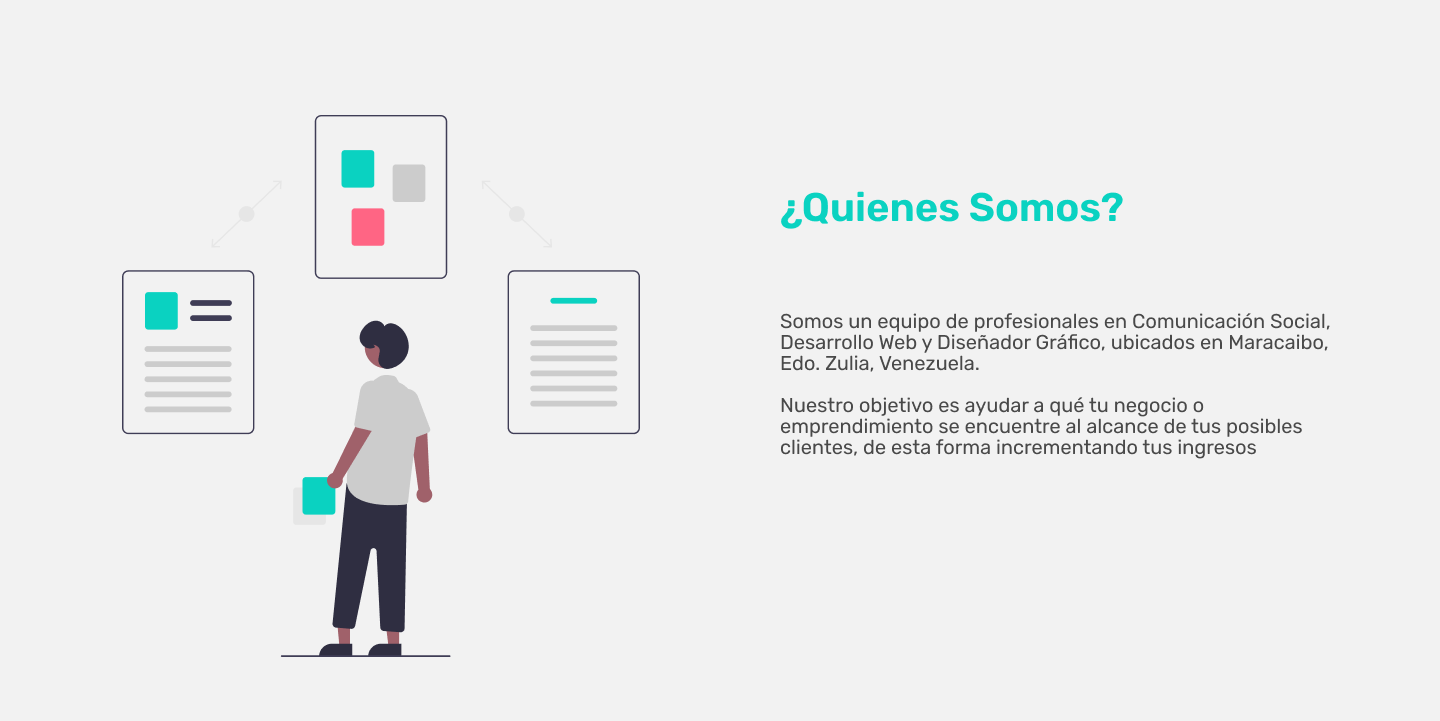 ¿Quienes Somos?
Somos un equipo de profesionales en Comunicación Social,
Desarrollo Web y Diseñador Gráfico, ubicados en Maracaibo,
Edo. Zulia, Venezuela.
Nuestro objetivo es ayudar a qué tu negocio o
emprendimiento se encuentre al alcance de tus posibles
clientes, de esta forma incrementando tus ingresos